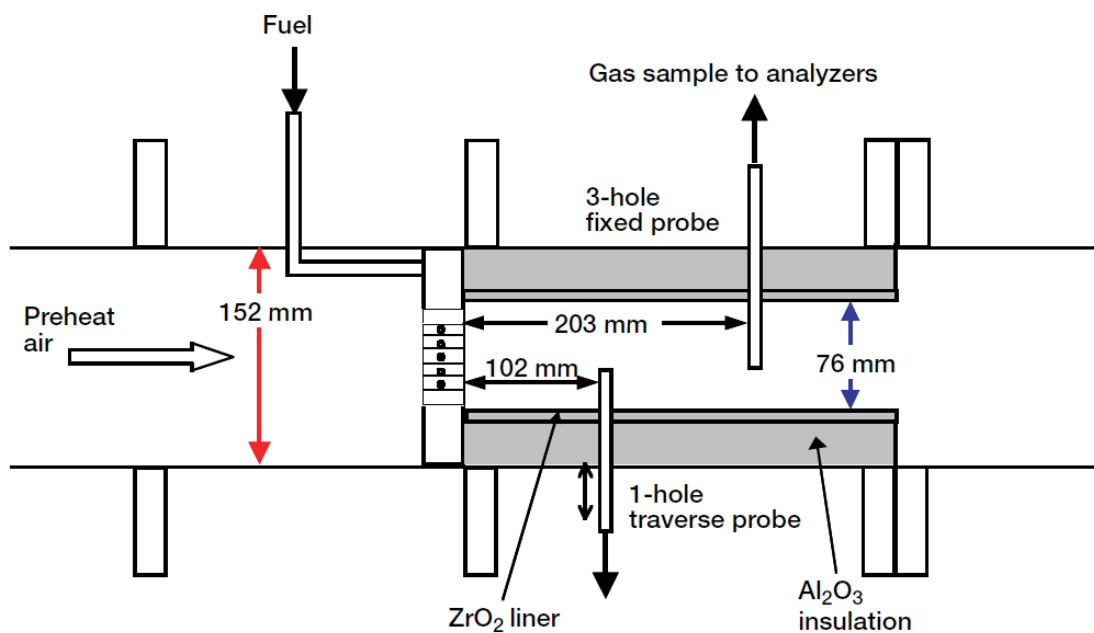 Fuel
Gas sample to analyzers
3-hole
fixed probe
Preheat
air
152 mm
203 mm
102 mm
76 mm
1-hole
traverse probe
ZrO₂ liner
Al₂O₃
insulation